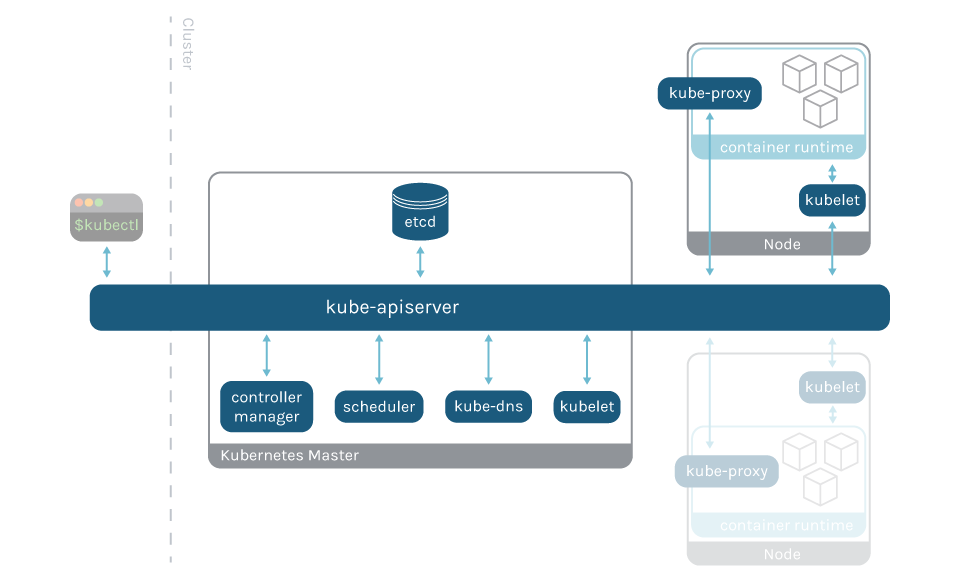 Cluster
$kubectl
etcd
kube-apiserver
controller
manager
scheduler
kube-dns
kubelet
Kubernetes Master
kube-proxy
container runtime
kubelet
Node
kubelet
kube-proxy
container runtime
Node